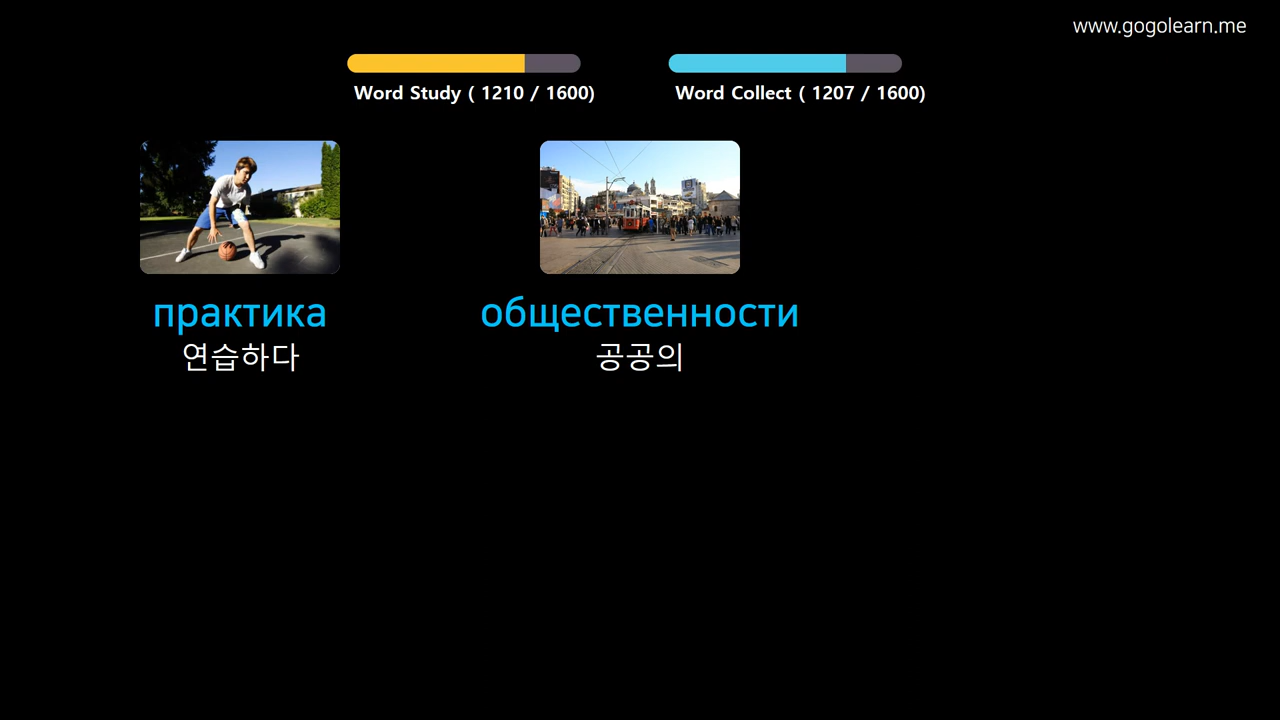 www.gogolearn.me
Word Study ( 1210 / 1600)
Word Collect ( 1207 / 1600)
практика
연습하다
общественности
공공의